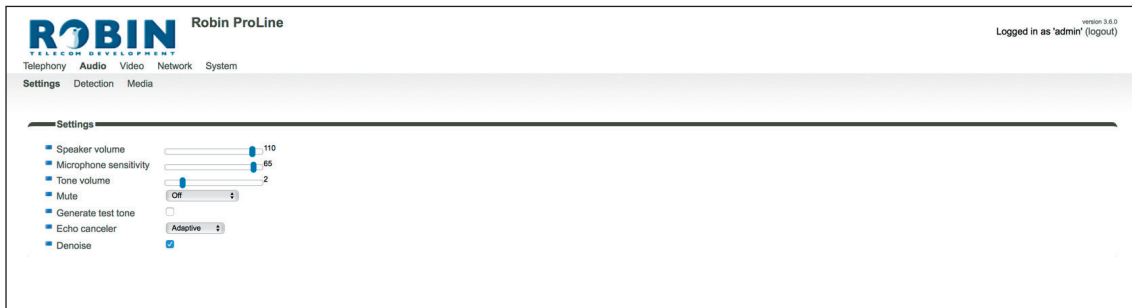 ROBIN
TELECOM DEVELOPMENT
Robin ProLine
version 3.6.0
Logged in as 'admin' (logout)
Telephony Audio Video Network System
Settings Detection Media
Settings
Speaker volume 110
Microphone sensitivity 65
Tone volume 2
Mute Off
Generate test tone
Echo canceler Adaptive
Denoise